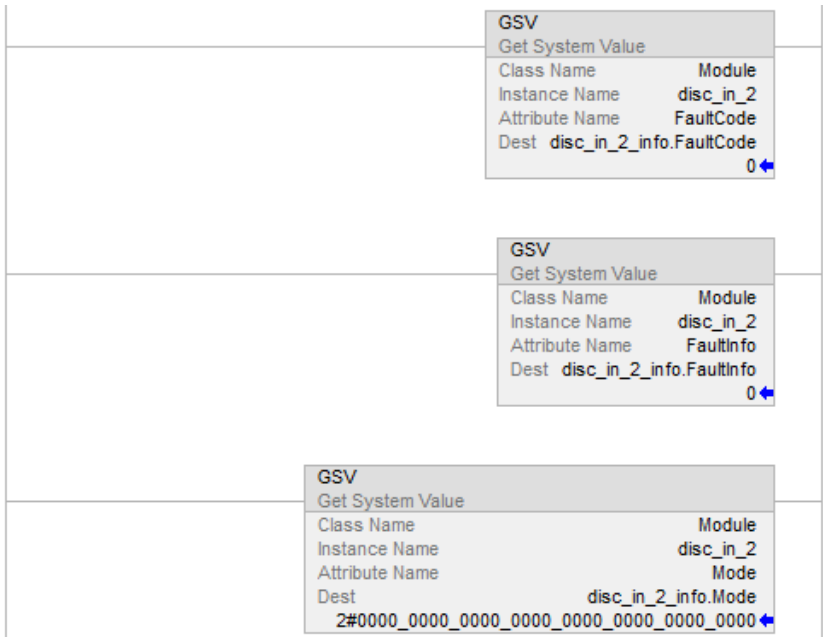 GSV
Get System Value
Class Name Module
Instance Name disc_in_2
Attribute Name FaultCode
Dest disc_in_2_info.FaultCode
0
GSV
Get System Value
Class Name Module
Instance Name disc_in_2
Attribute Name FaultInfo
Dest disc_in_2_info.FaultInfo
0
GSV
Get System Value
Class Name Module
Instance Name disc_in_2
Attribute Name Mode
Dest disc_in_2_info.Mode
2#0000_0000_0000_0000_0000_0000_0000_0000